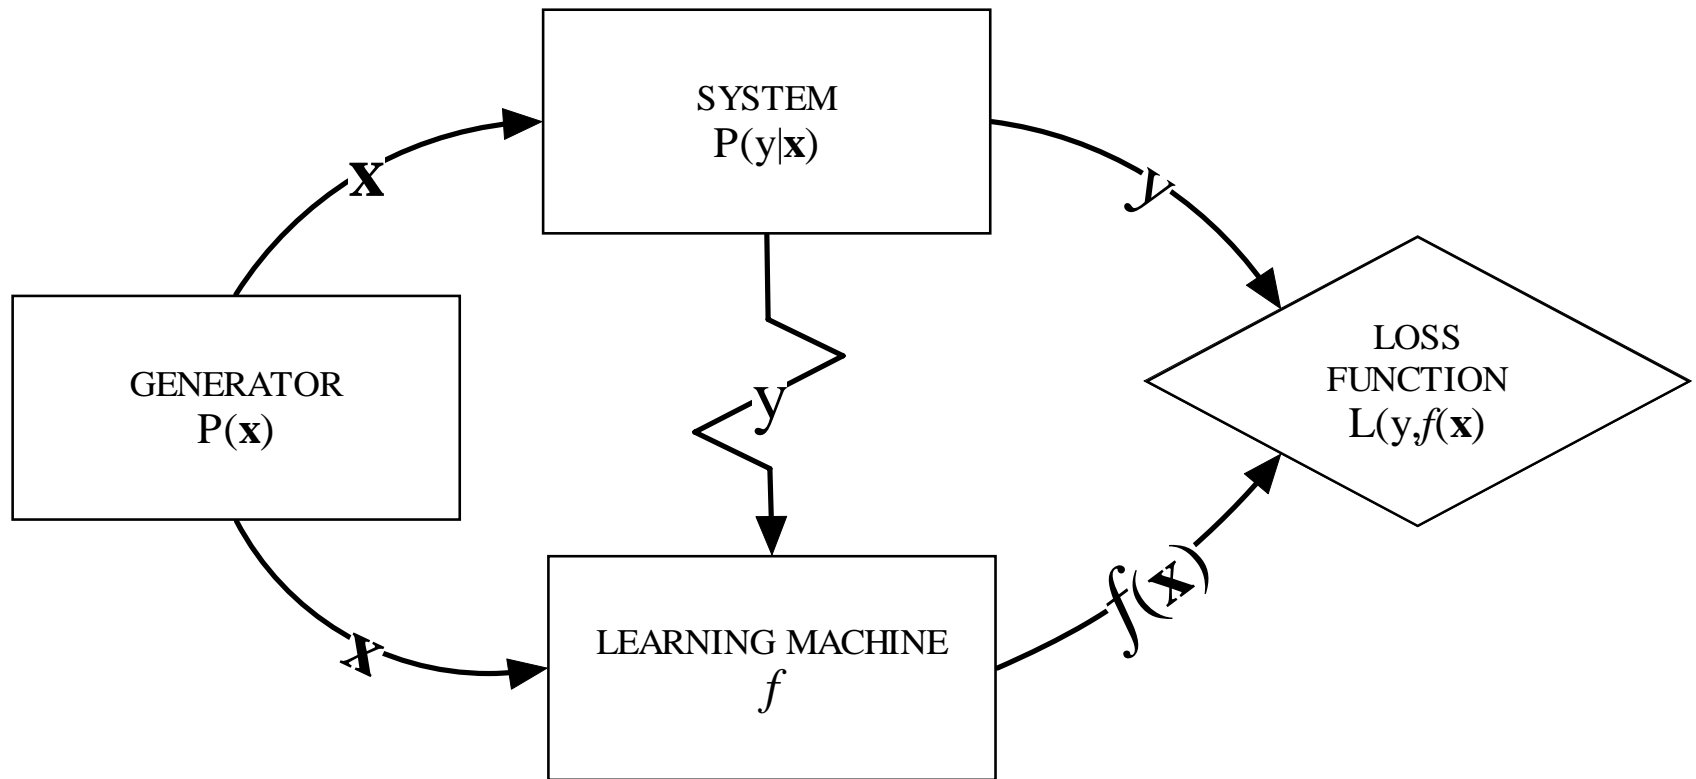 SYSTEM
P(y|x)
x
y
GENERATOR
P(x)
y
LOSS
FUNCTION
L(y,f(x)
x
LEARNING MACHINE
f
f(x)